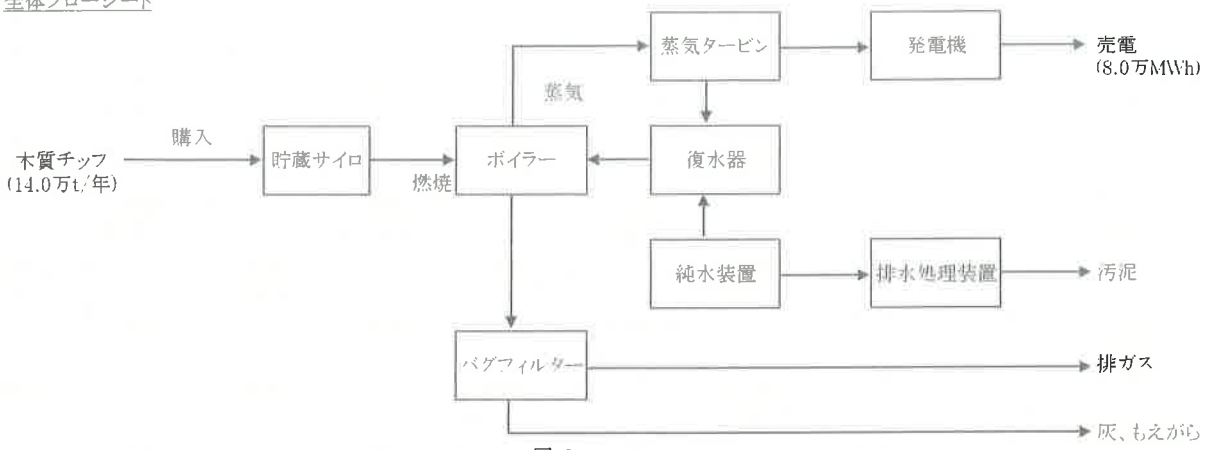 全体フローシート
蒸気タービン
発電機
売電
(8.0万MWh)
蒸気
購入
木質チップ
(14.0万t/年)
貯蔵サイロ
燃焼
ボイラー
復水器
純水装置
排水処理装置
汚泥
バグフィルター
排ガス
灰、もえがら